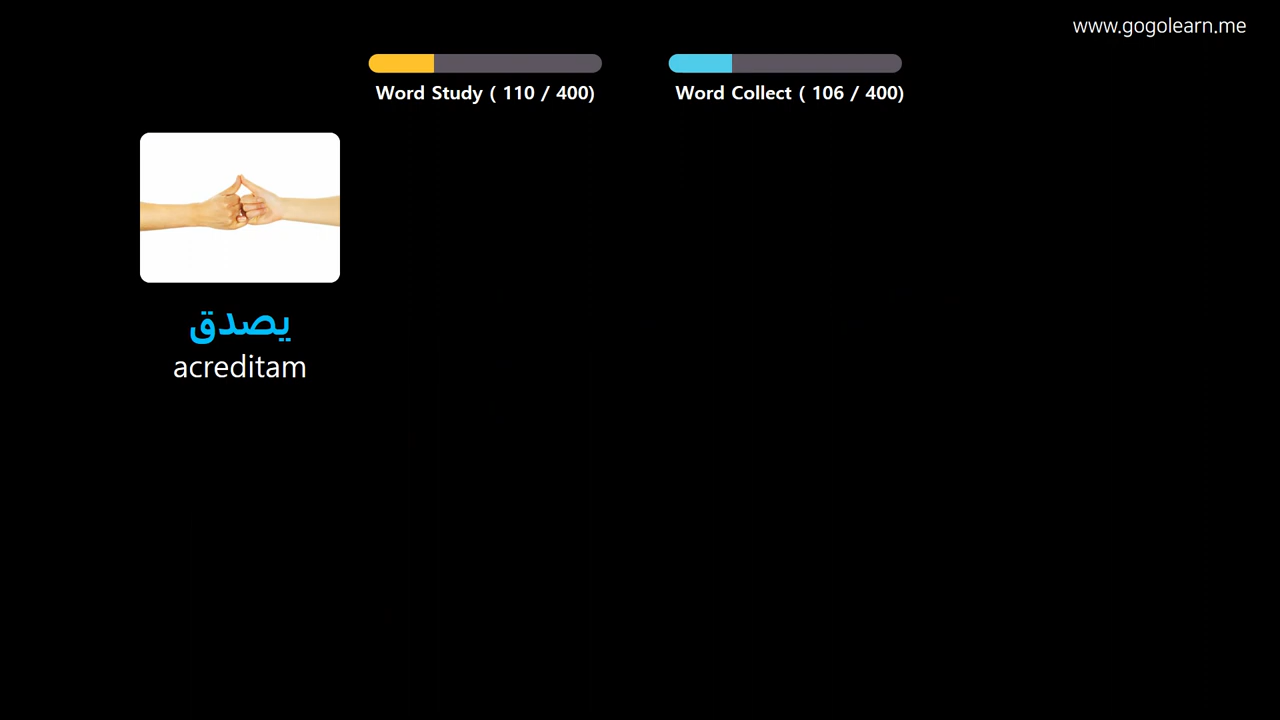 www.gogolearn.me
Word Study ( 110 / 400)
Word Collect ( 106 / 400)
يصدق
acreditam